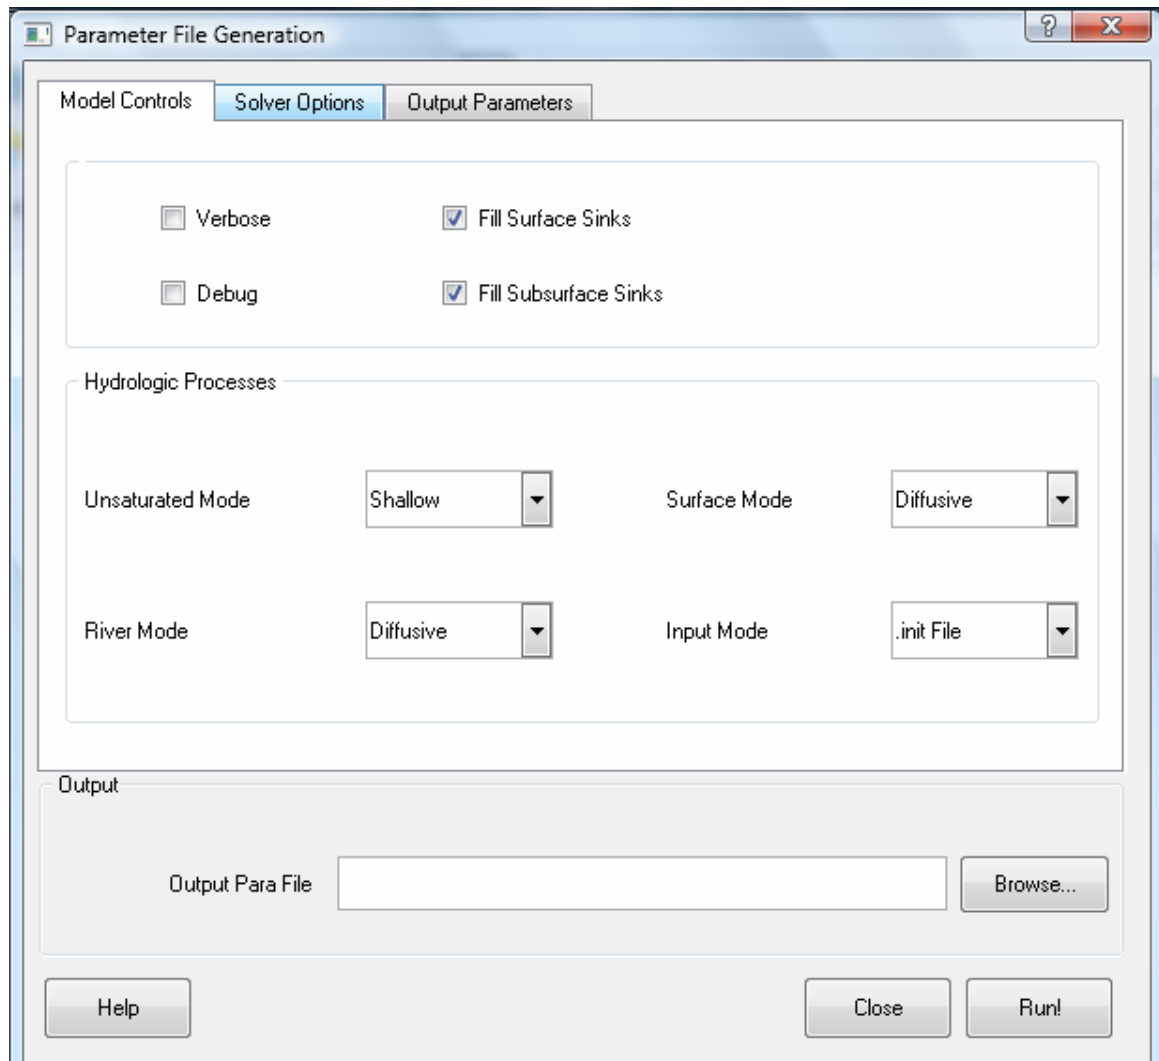 Parameter File Generation
Model Controls Solver Options Output Parameters
Verbose Fill Surface Sinks
Debug Fill Subsurface Sinks
Hydrologic Processes
Unsaturated Mode Shallow Surface Mode Diffusive
River Mode Diffusive Input Mode .init File
Output
Output Para File Browse...
Help Close Run!